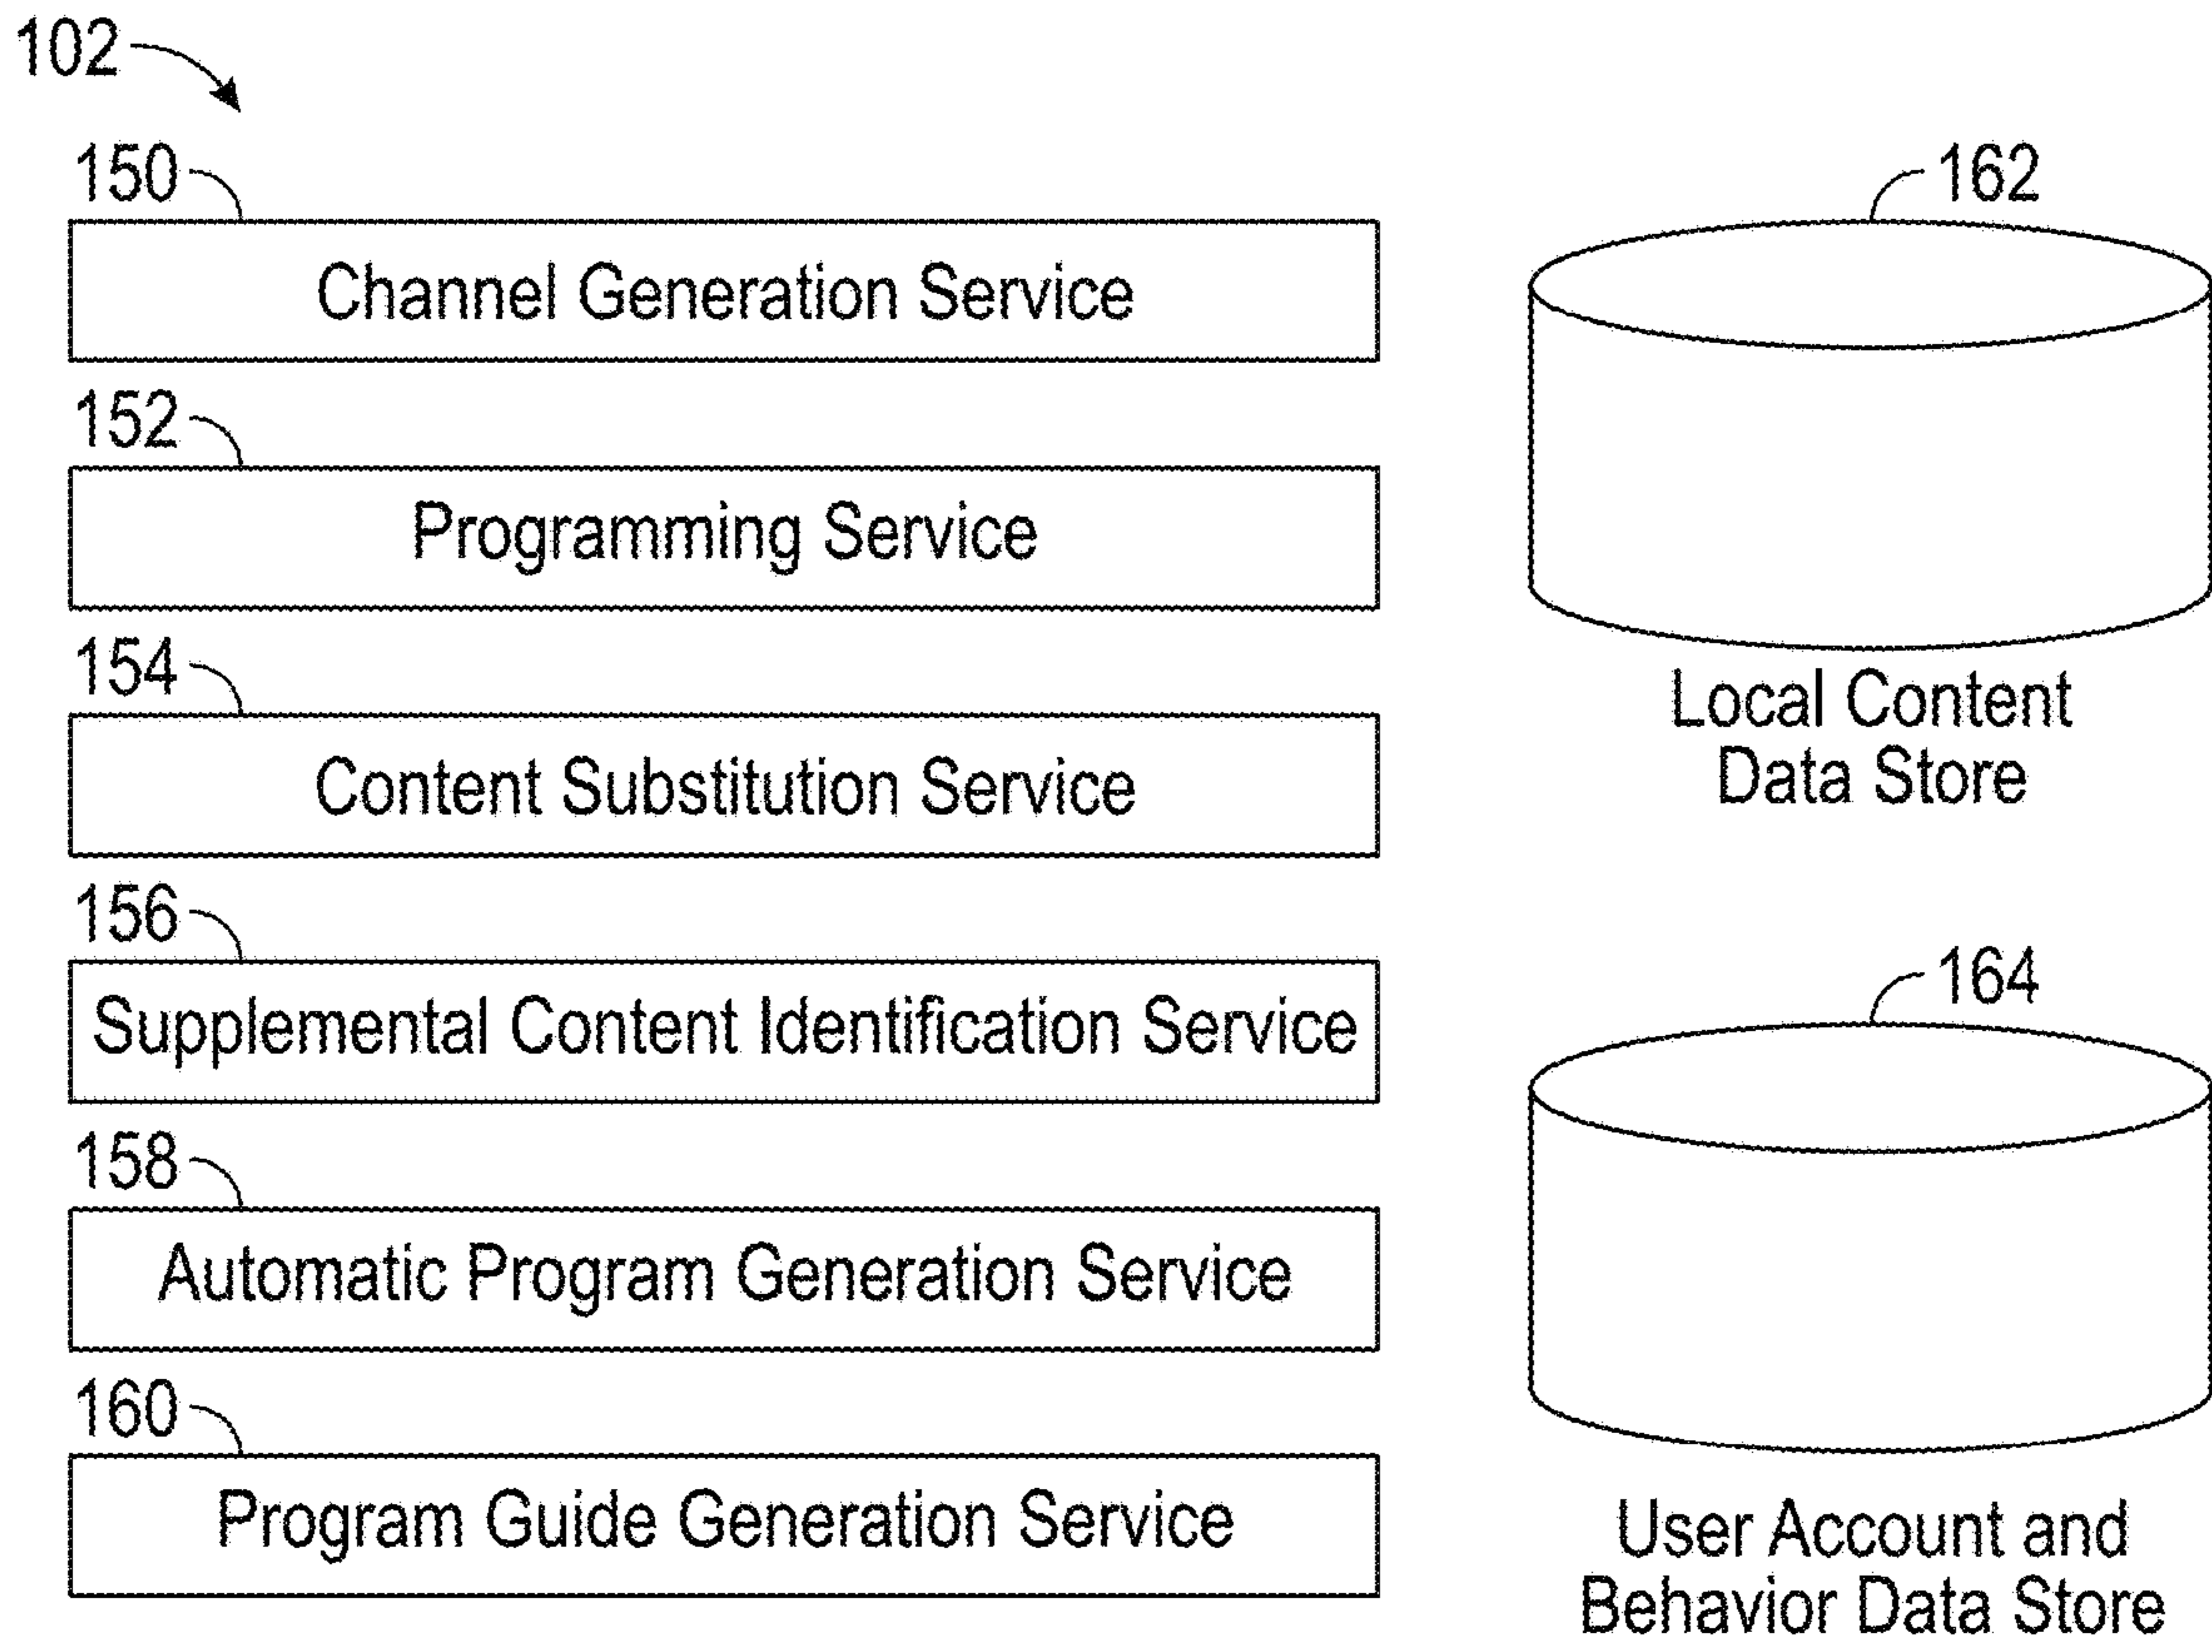 102
150
Channel Generation Service
152
Programming Service
154
Content Substitution Service
156
Supplemental Content Identification Service
158
Automatic Program Generation Service
160
Program Guide Generation Service
162
Local Content
Data Store
164
User Account and
Behavior Data Store